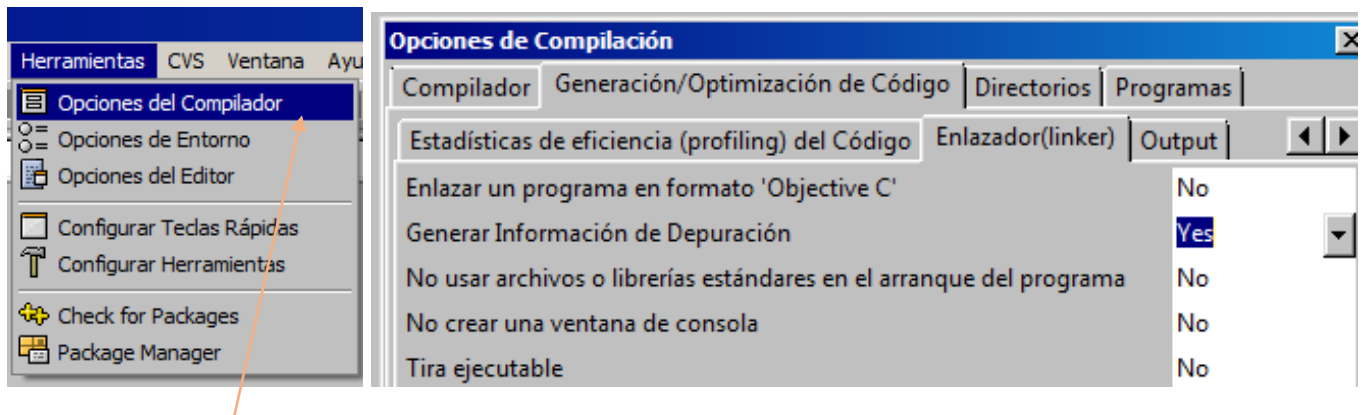 Herramientas CVS Ventana Ayu
Opciones del Compilador
Opciones de Entorno
Opciones del Editor
Configurar Teclas Rápidas
Configurar Herramientas
Check for Packages
Package Manager
Opciones de Compilación
Compilador Generación/Optimización de Código Directorios Programas
Estadísticas de eficiencia (profiling) del Código Enlazador(linker) Output
Enlazar un programa en formato 'Objective C' No
Generar Información de Depuración Yes
No usar archivos o librerías estándares en el arranque del programa No
No crear una ventana de consola No
Tira ejecutable No